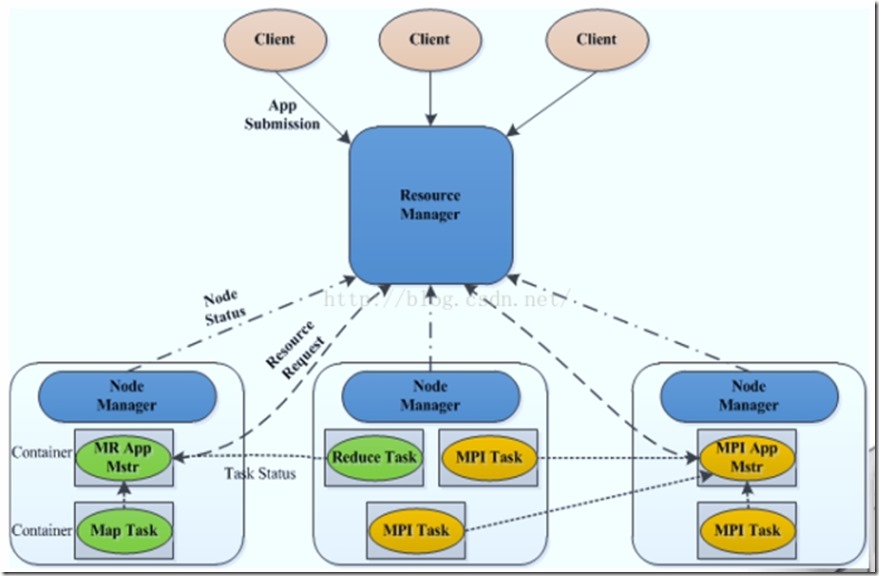 Client
Client
Client
App
Submission
Resource
Manager
http://blog.csdn.net/
Node
Status
Resource
Request
Node
Manager
Node
Manager
Node
Manager
Container
MR App
Mstr
Task Status
Reduce Task
MPI Task
MPI App
Mstr
Container
Map Task
MPI Task
MPI Task